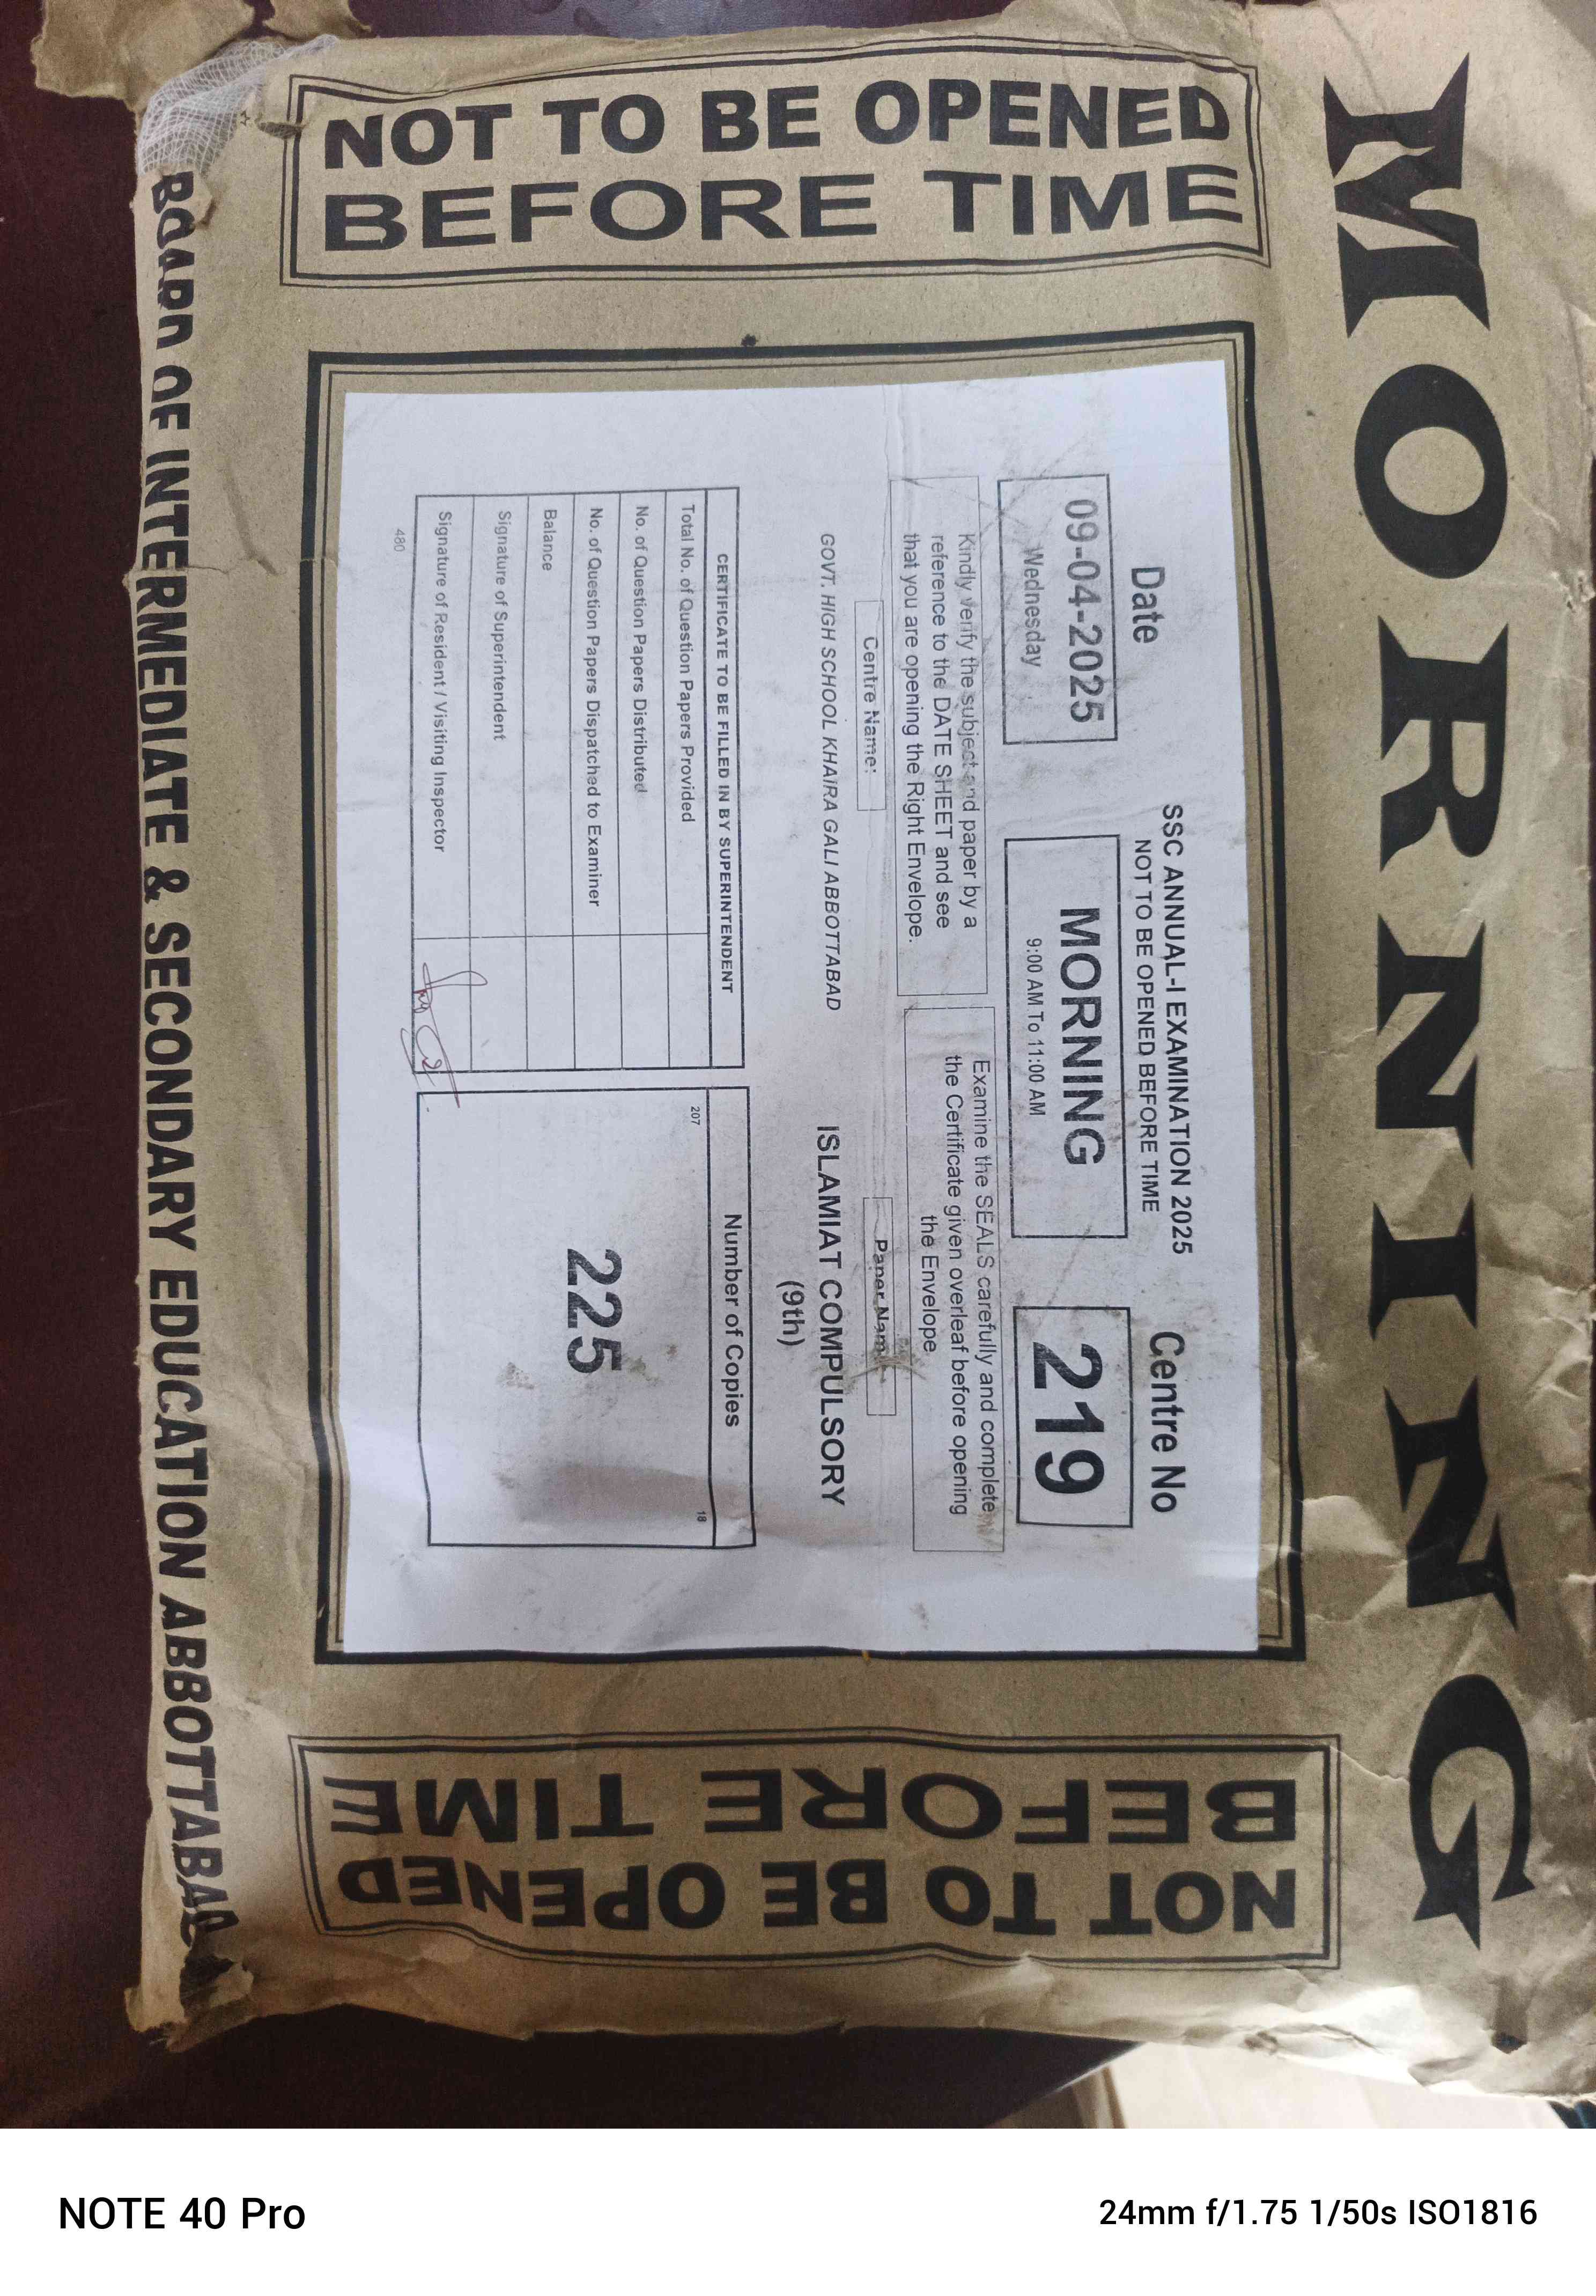 MORNING
NOT TO BE OPENED
BEFORE TIME
SSC ANNUAL-I EXAMINATION 2025
NOT TO BE OPENED BEFORE TIME
Date
09-04-2025
Wednesday
MORNING
9:00 AM To 11:00 AM
Centre No
219
Kindly verify the subject and paper by a
reference to the DATE SHEET and see
that you are opening the Right Envelope.
Examine the SEALS carefully and complete
the Certificate given overleaf before opening
the Envelope
Centre Name:
GOVT. HIGH SCHOOL KHAIRA GALI ABBOTTABAD
Paper Nam
ISLAMIAT COMPULSORY
(9th)
CERTIFICATE TO BE FILLED IN BY SUPERINTENDENT
Total No. of Question Papers Provided
No. of Question Papers Distributed
No. of Question Papers Dispatched to Examiner
Balance
Signature of Superintendent
Signature of Resident / Visiting Inspector
480
Number of Copies
207
18
225
NOT TO BE OPENED
BEFORE TIME
BOARD OF INTERMEDIATE & SECONDARY EDUCATION ABBOTTABAD
NOTE 40 Pro
24mm f/1.75 1/50s ISO1816